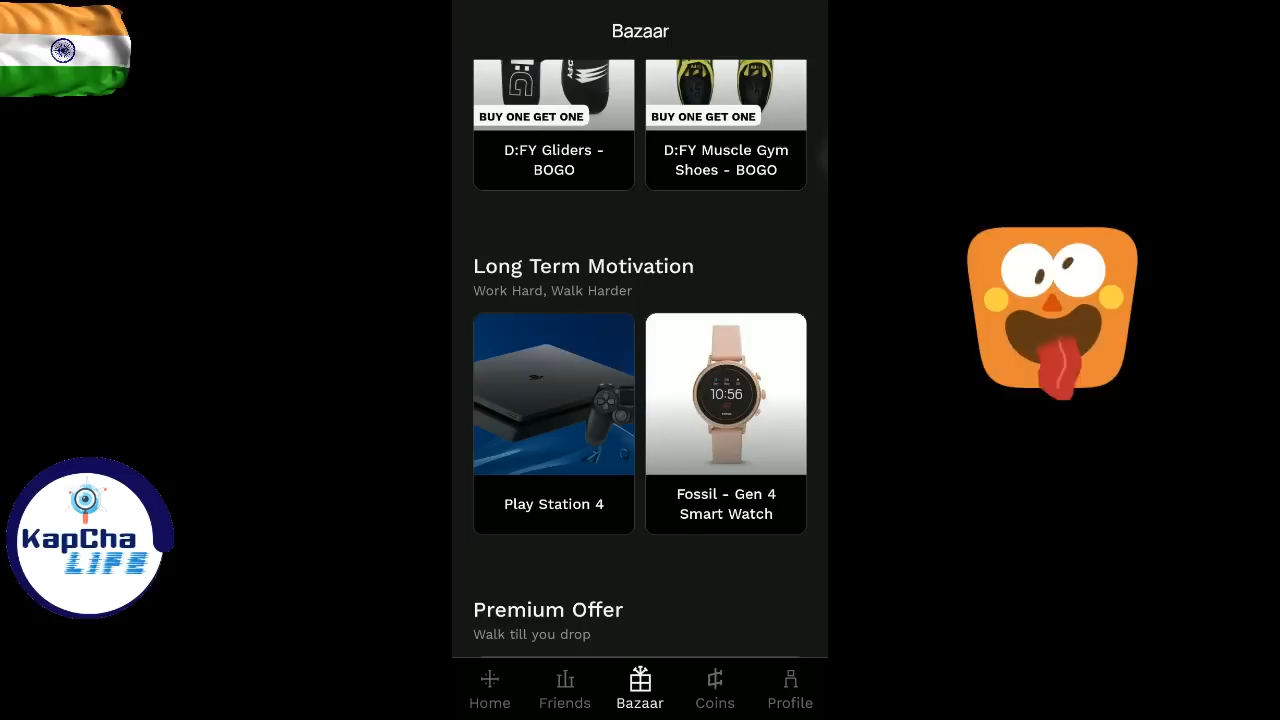 Bazaar
BUY ONE GET ONE
BUY ONE GET ONE
D:FY Gliders -
BOGO
D:FY Muscle Gym
Shoes - BOGO
Long Term Motivation
Work Hard, Walk Harder
10:56
Play Station 4
Fossil - Gen 4
Smart Watch
KapCha
LIFE
Premium Offer
Walk till you drop
Home
Friends
Bazaar
Coins
Profile